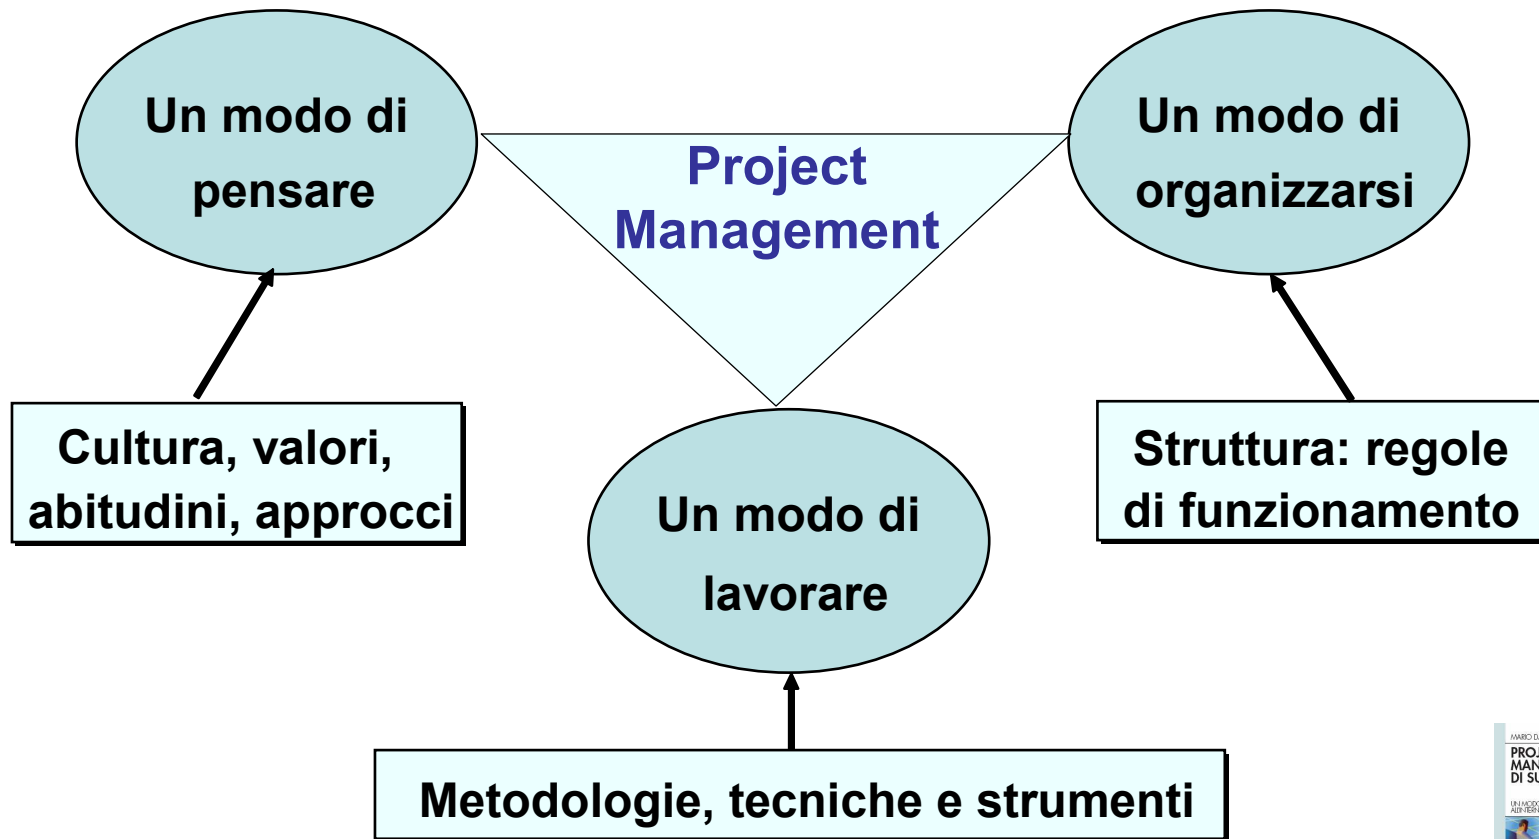 Un modo di
pensare
Project
Management
Un modo di
organizzarsi
Cultura, valori,
abitudini, approcci
Struttura: regole
di funzionamento
Un modo di
lavorare
Metodologie, tecniche e strumenti
MARIO